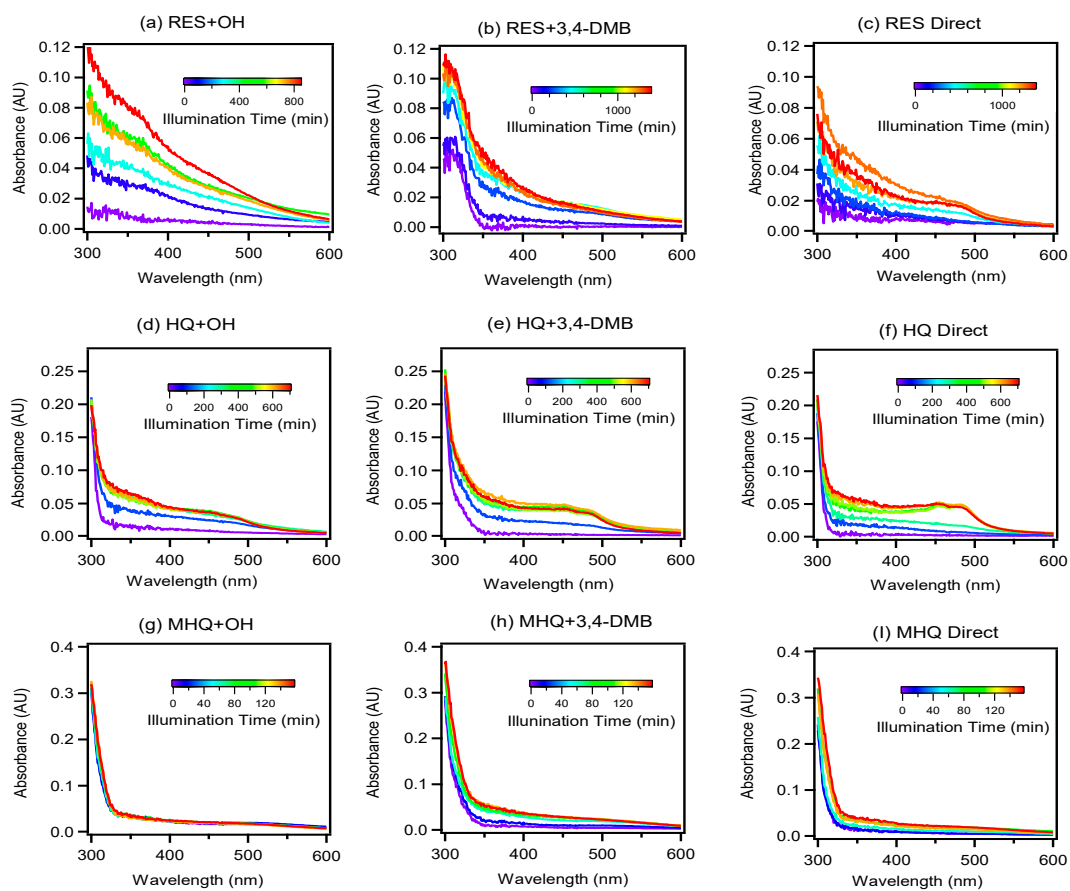 (a) RES+OH
(b) RES+3,4-DMB
(c) RES Direct
0.12
0.10
0.08
0.06
0.04
0.02
0.00
Absorbance (AU)
0 400 800
Illumination Time (min)
300 400 500 600
Wavelength (nm)
0.12
0.10
0.08
0.06
0.04
0.02
0.00
Absorbance (AU)
0 1000
Illumination Time (min)
300 400 500 600
Wavelength (nm)
0.12
0.10
0.08
0.06
0.04
0.02
0.00
Absorbance (AU)
0 1000
Illumination Time (min)
300 400 500 600
Wavelength (nm)
(d) HQ+OH
(e) HQ+3,4-DMB
(f) HQ Direct
0.25
0.20
0.15
0.10
0.05
0.00
Absorbance (AU)
0 200 400 600
Illumination Time (min)
300 400 500 600
Wavelength (nm)
0.25
0.20
0.15
0.10
0.05
0.00
Absorbance (AU)
0 200 400 600
Illumination Time (min)
300 400 500 600
Wavelength (nm)
0.25
0.20
0.15
0.10
0.05
0.00
Absorbance (AU)
0 200 400 600
Illumination Time (min)
300 400 500 600
Wavelength (nm)
(g) MHQ+OH
(h) MHQ+3,4-DMB
(I) MHQ Direct
0.4
0.3
0.2
0.1
0.0
Absorbance (AU)
0 40 80 120
Illumination Time (min)
300 400 500 600
Wavelength (nm)
0.4
0.3
0.2
0.1
0.0
Absorbance (AU)
0 40 80 120
Illumination Time (min)
300 400 500 600
Wavelength (nm)
0.4
0.3
0.2
0.1
0.0
Absorbance (AU)
0 40 80 120
Illumination Time (min)
300 400 500 600
Wavelength (nm)